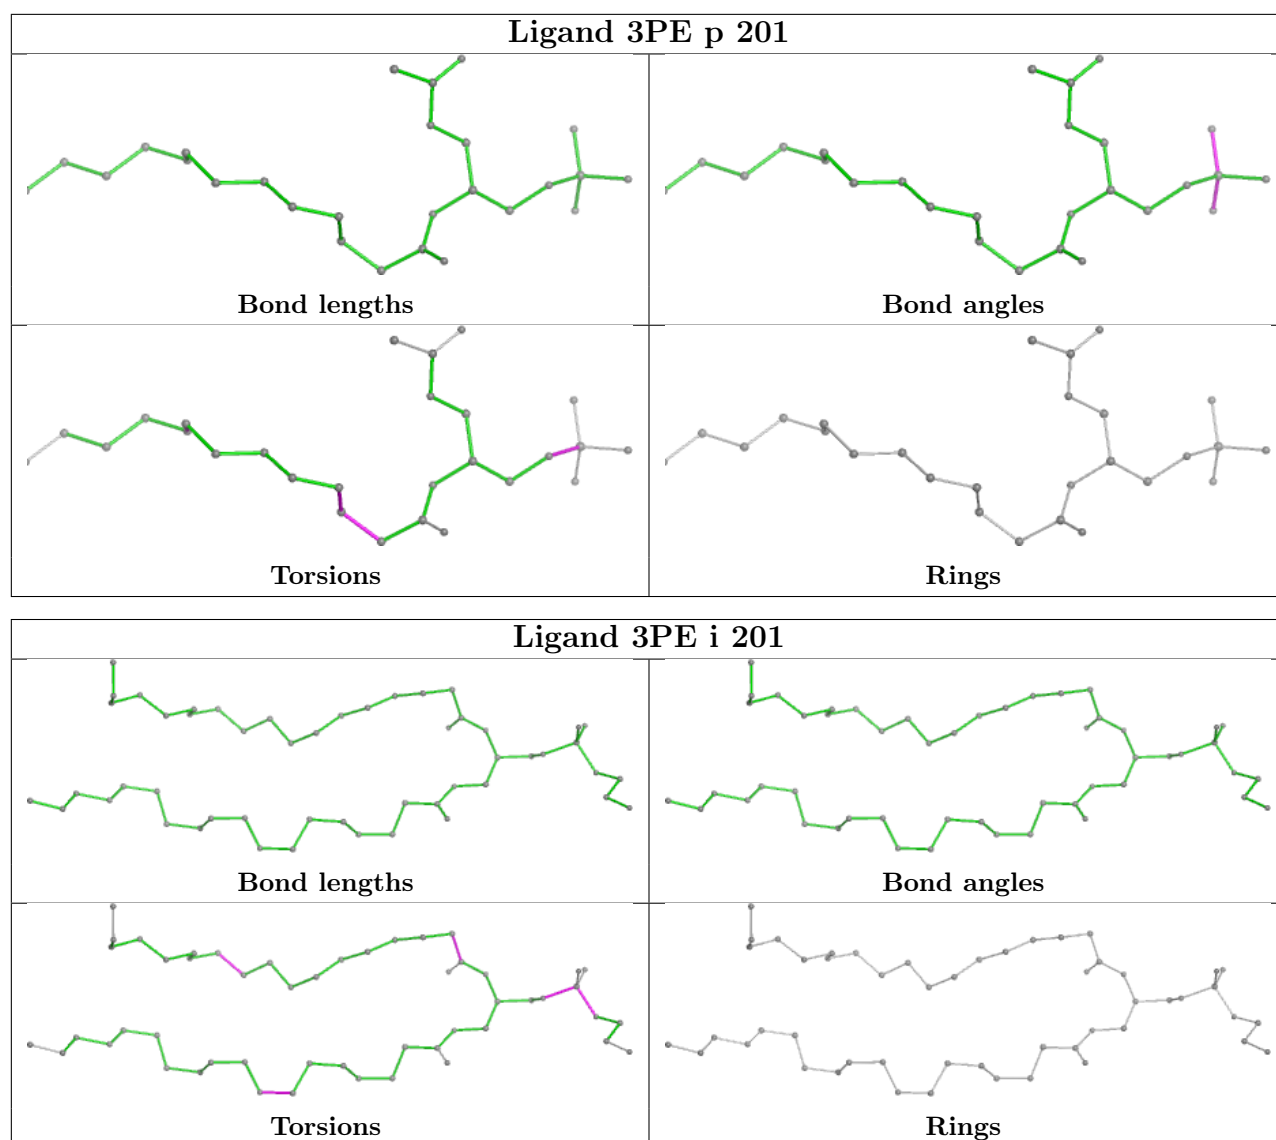 Ligand 3PE p 201
Bond lengths
Bond angles
Torsions
Rings
Ligand 3PE i 201
Bond lengths
Bond angles
Torsions
Rings